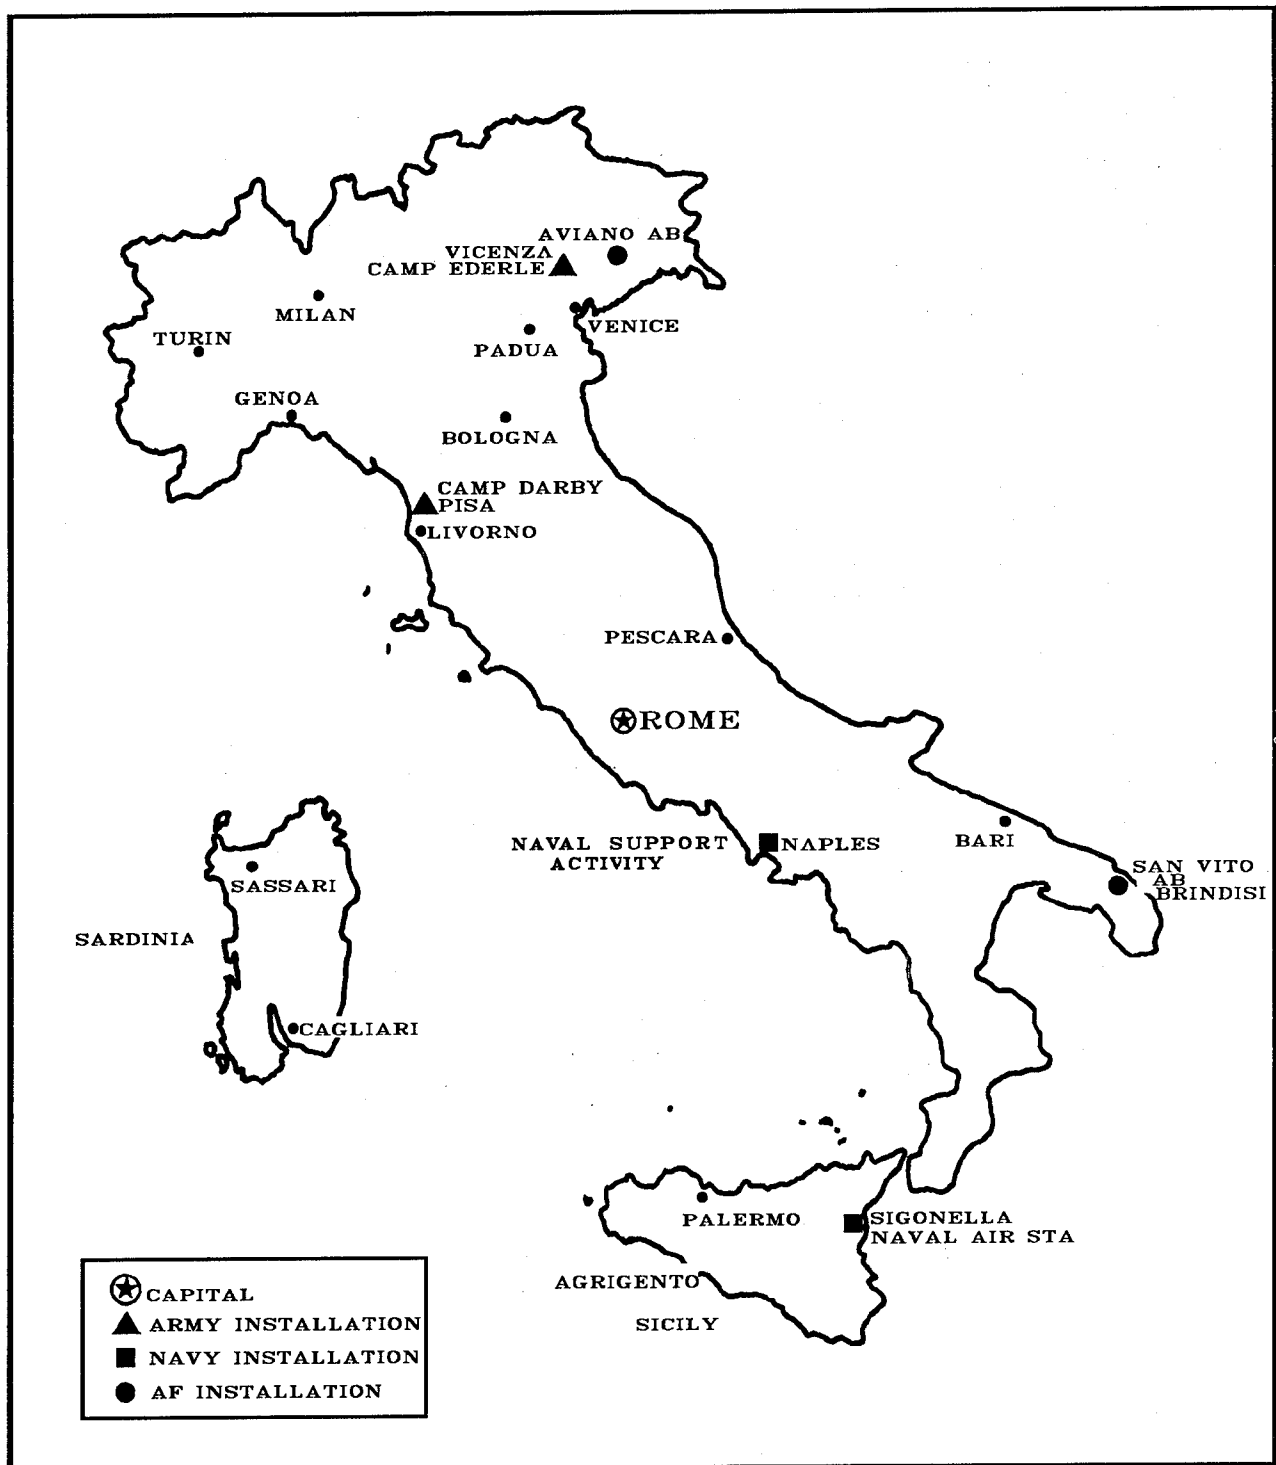 AVIANO AB
VICENZA
CAMP EDERLE
MILAN
VENICE
TURIN
PADUA
GENOA
BOLOGNA
CAMP DARBY
PISA
LIVORNO
PESCARA
ROME
NAVAL SUPPORT
ACTIVITY
NAPLES
BARI
SAN VITO
AB
BRINDISI
SASSARI
SARDINIA
CAGLIARI
PALERMO
SIGONELLA
NAVAL AIR STA
AGRIGENTO
SICILY
CAPITAL
ARMY INSTALLATION
NAVY INSTALLATION
AF INSTALLATION